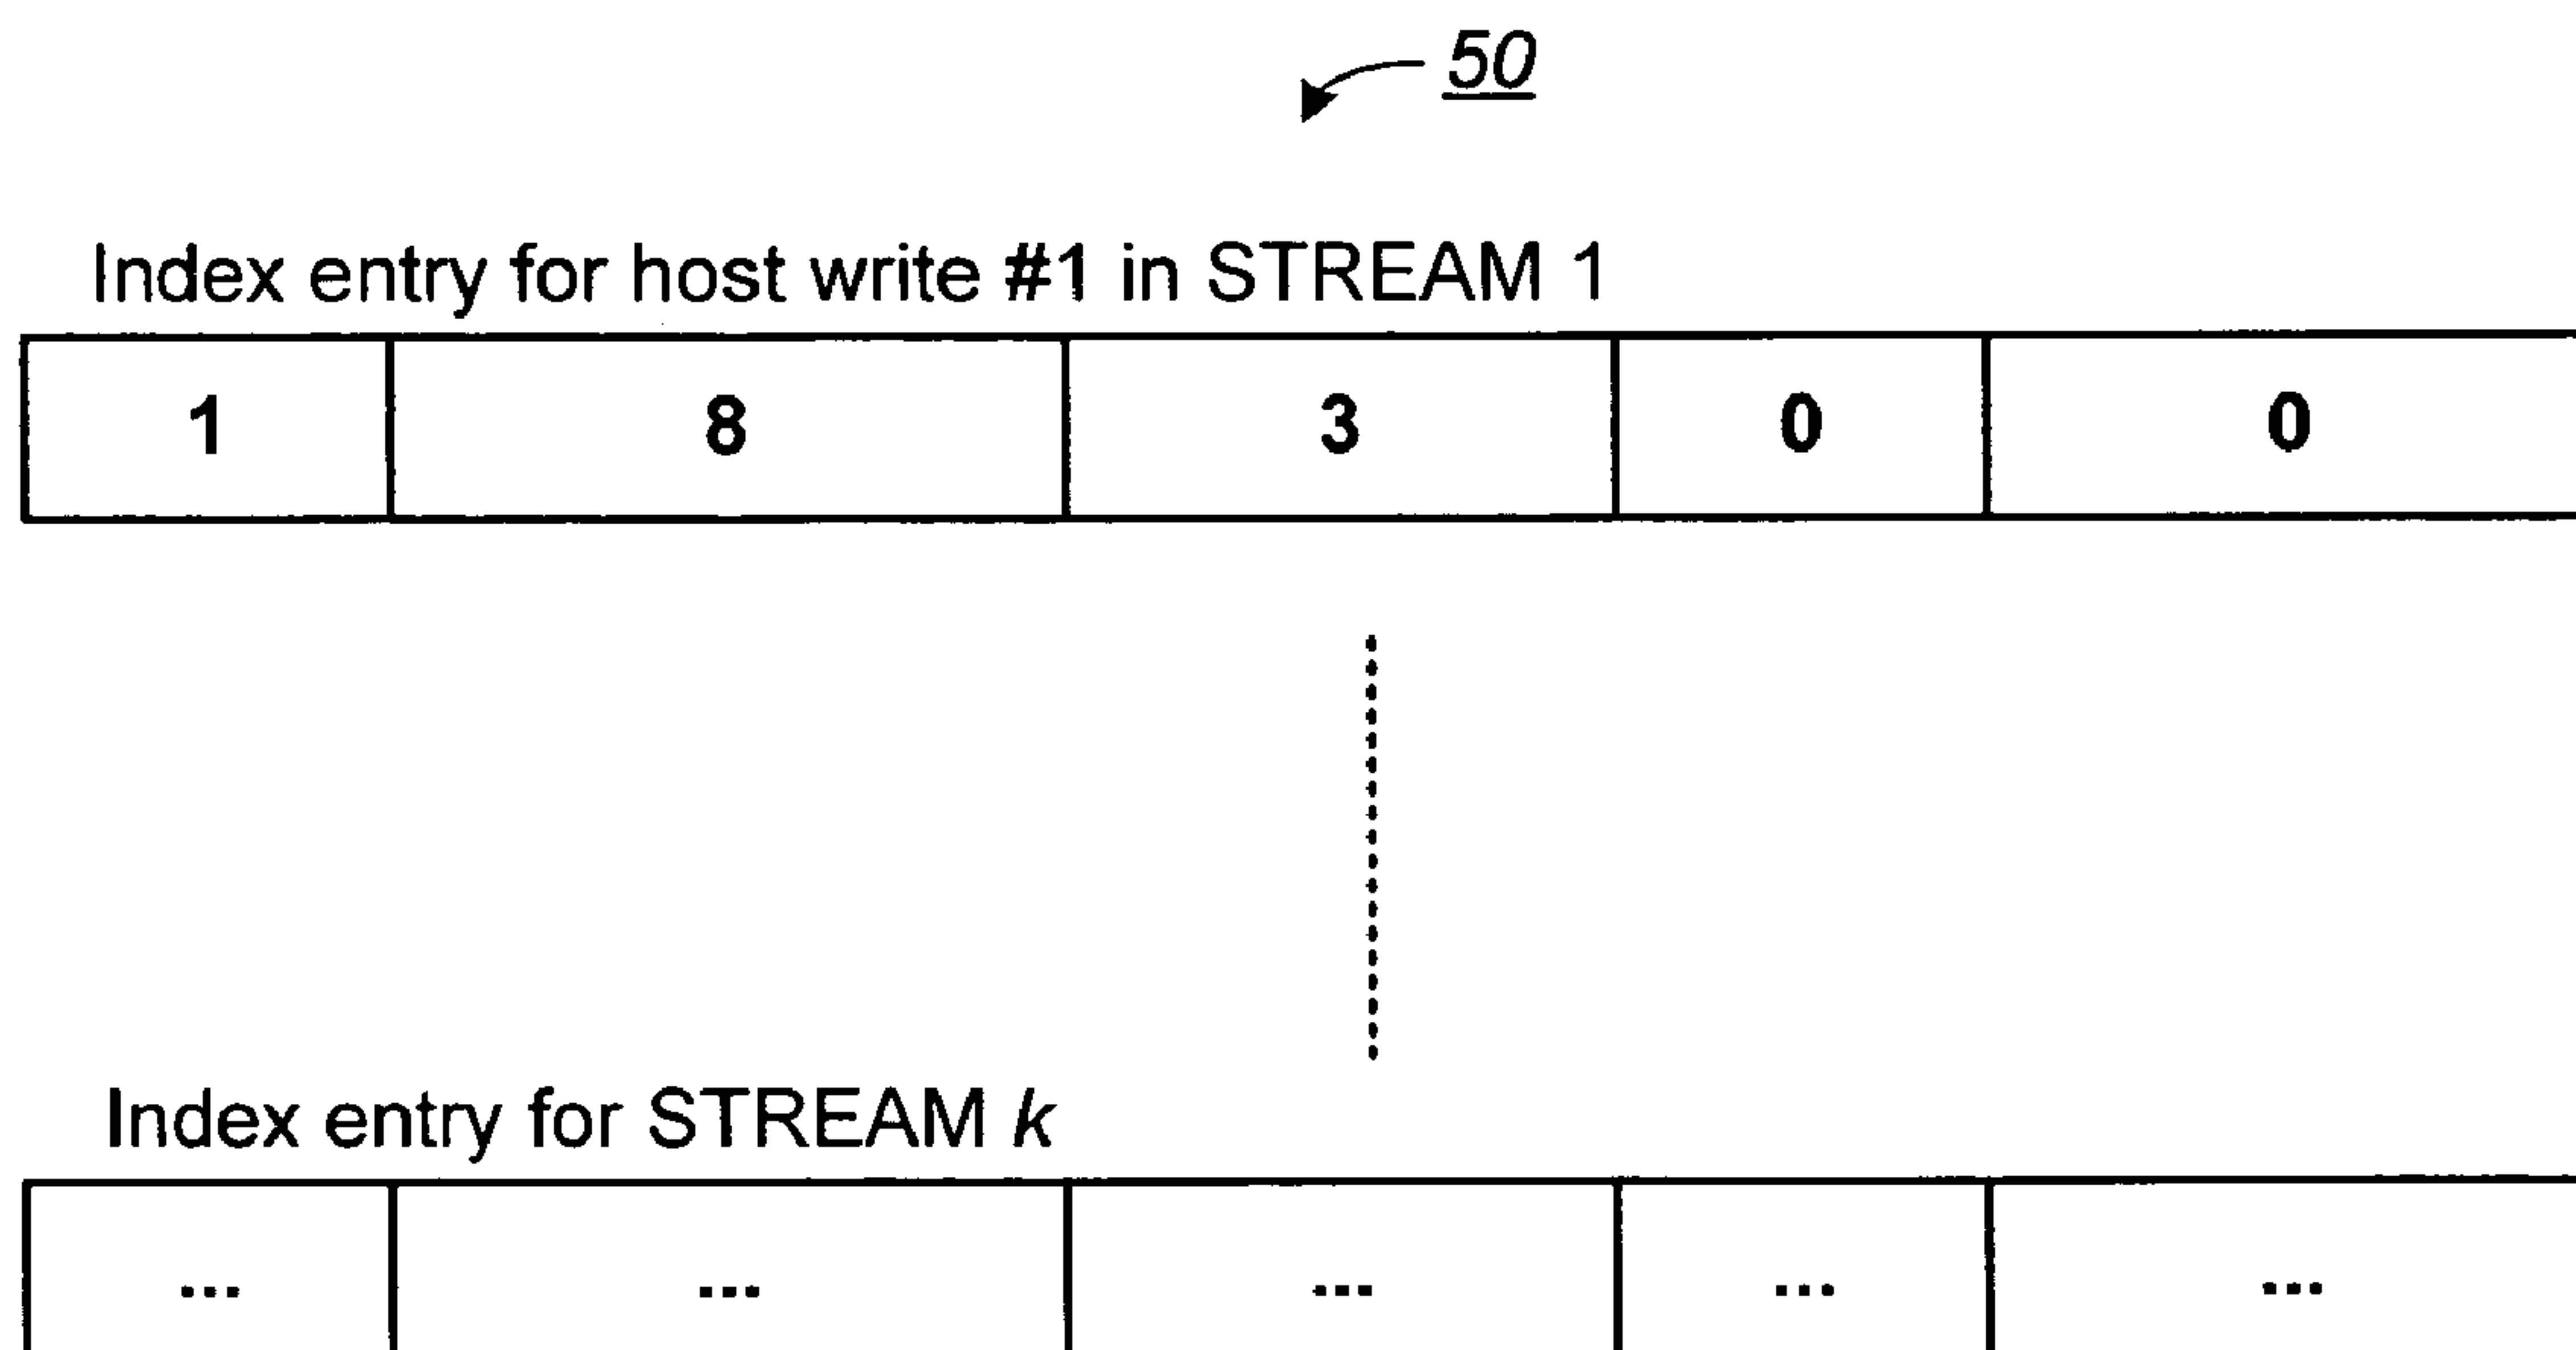 50
Index entry for host write #1 in STREAM 1
1 8 3 0 0
Index entry for STREAM k
... ... ... ... ...